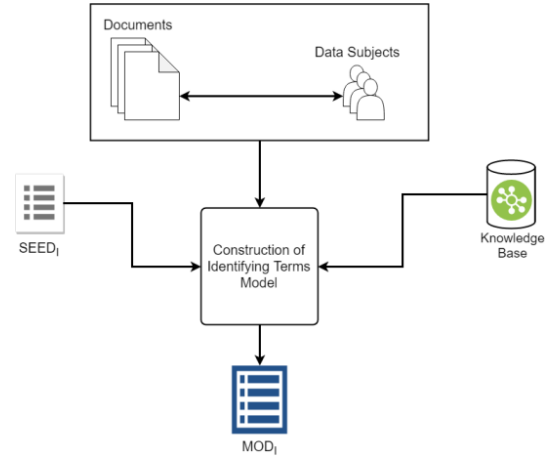 Documents
Data Subjects
SEED_I
Construction of
Identifying Terms
Model
Knowledge
Base
MOD_I